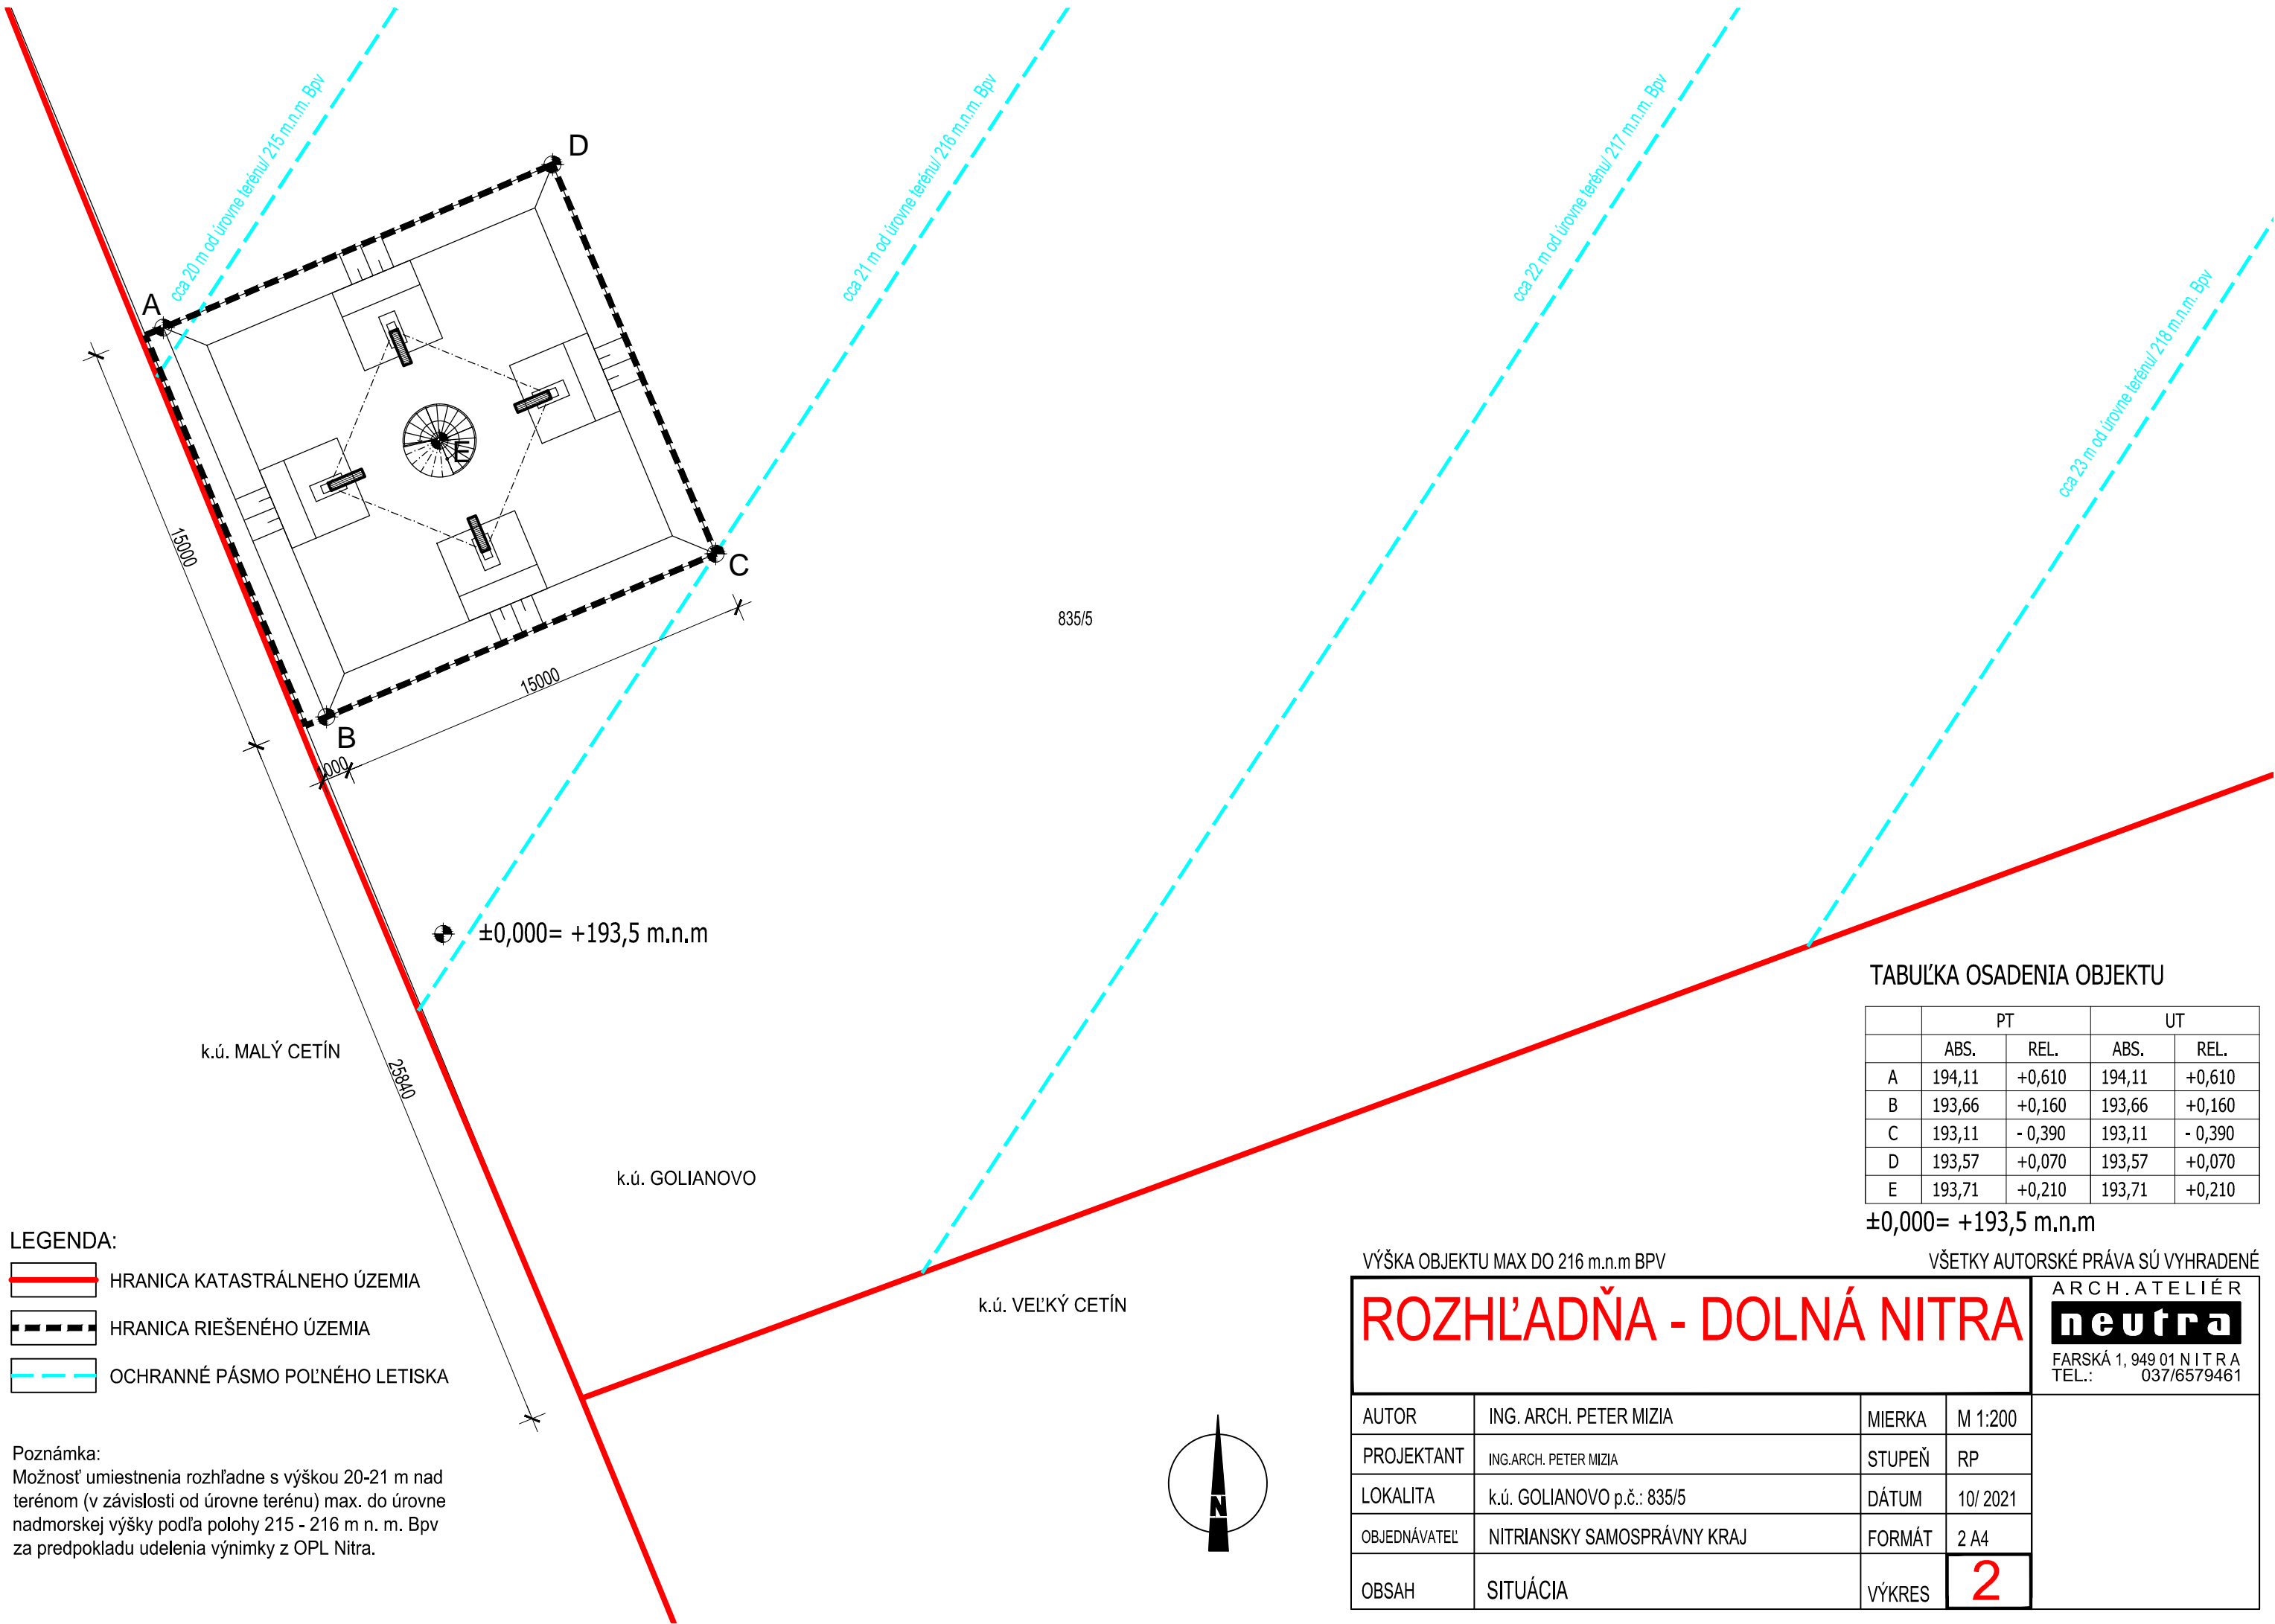 cca 20 m od úrovne terénu/ 215 m.n.m. Bpv
cca 21 m od úrovne terénu/ 216 m.n.m. Bpv
cca 22 m od úrovne terénu/ 217 m.n.m. Bpv
cca 23 m od úrovne terénu/ 218 m.n.m. Bpv
D
A
E
C
B
15000
15000
1000
835/5
±0,000= +193,5 m.n.m
k.ú. MALÝ CETÍN
25840
k.ú. GOLIANOVO
k.ú. VEĽKÝ CETÍN
TABUĽKA OSADENIA OBJEKTU
PT UT
ABS. REL. ABS. REL.
A 194,11 +0,610 194,11 +0,610
B 193,66 +0,160 193,66 +0,160
C 193,11 - 0,390 193,11 - 0,390
D 193,57 +0,070 193,57 +0,070
E 193,71 +0,210 193,71 +0,210
±0,000= +193,5 m.n.m
LEGENDA:
HRANICA KATASTRÁLNEHO ÚZEMIA
HRANICA RIEŠENÉHO ÚZEMIA
OCHRANNÉ PÁSMO POĽNÉHO LETISKA
Poznámka:
Možnosť umiestnenia rozhľadne s výškou 20-21 m nad
terénom (v závislosti od úrovne terénu) max. do úrovne
nadmorskej výšky podľa polohy 215 - 216 m n. m. Bpv
za predpokladu udelenia výnimky z OPL Nitra.
N
VÝŠKA OBJEKTU MAX DO 216 m.n.m BPV
VŠETKY AUTORSKÉ PRÁVA SÚ VYHRADENÉ
ROZHĽADŇA - DOLNÁ NITRA
ARCH.ATELIÉR
neutra
FARSKÁ 1, 949 01 N I T R A
TEL.: 037/6579461
AUTOR ING. ARCH. PETER MIZIA MIERKA M 1:200
PROJEKTANT ING.ARCH. PETER MIZIA STUPEŇ RP
LOKALITA k.ú. GOLIANOVO p.č.: 835/5 DÁTUM 10/ 2021
OBJEDNÁVATEĽ NITRIANSKY SAMOSPRÁVNY KRAJ FORMÁT 2 A4
OBSAH SITUÁCIA VÝKRES 2